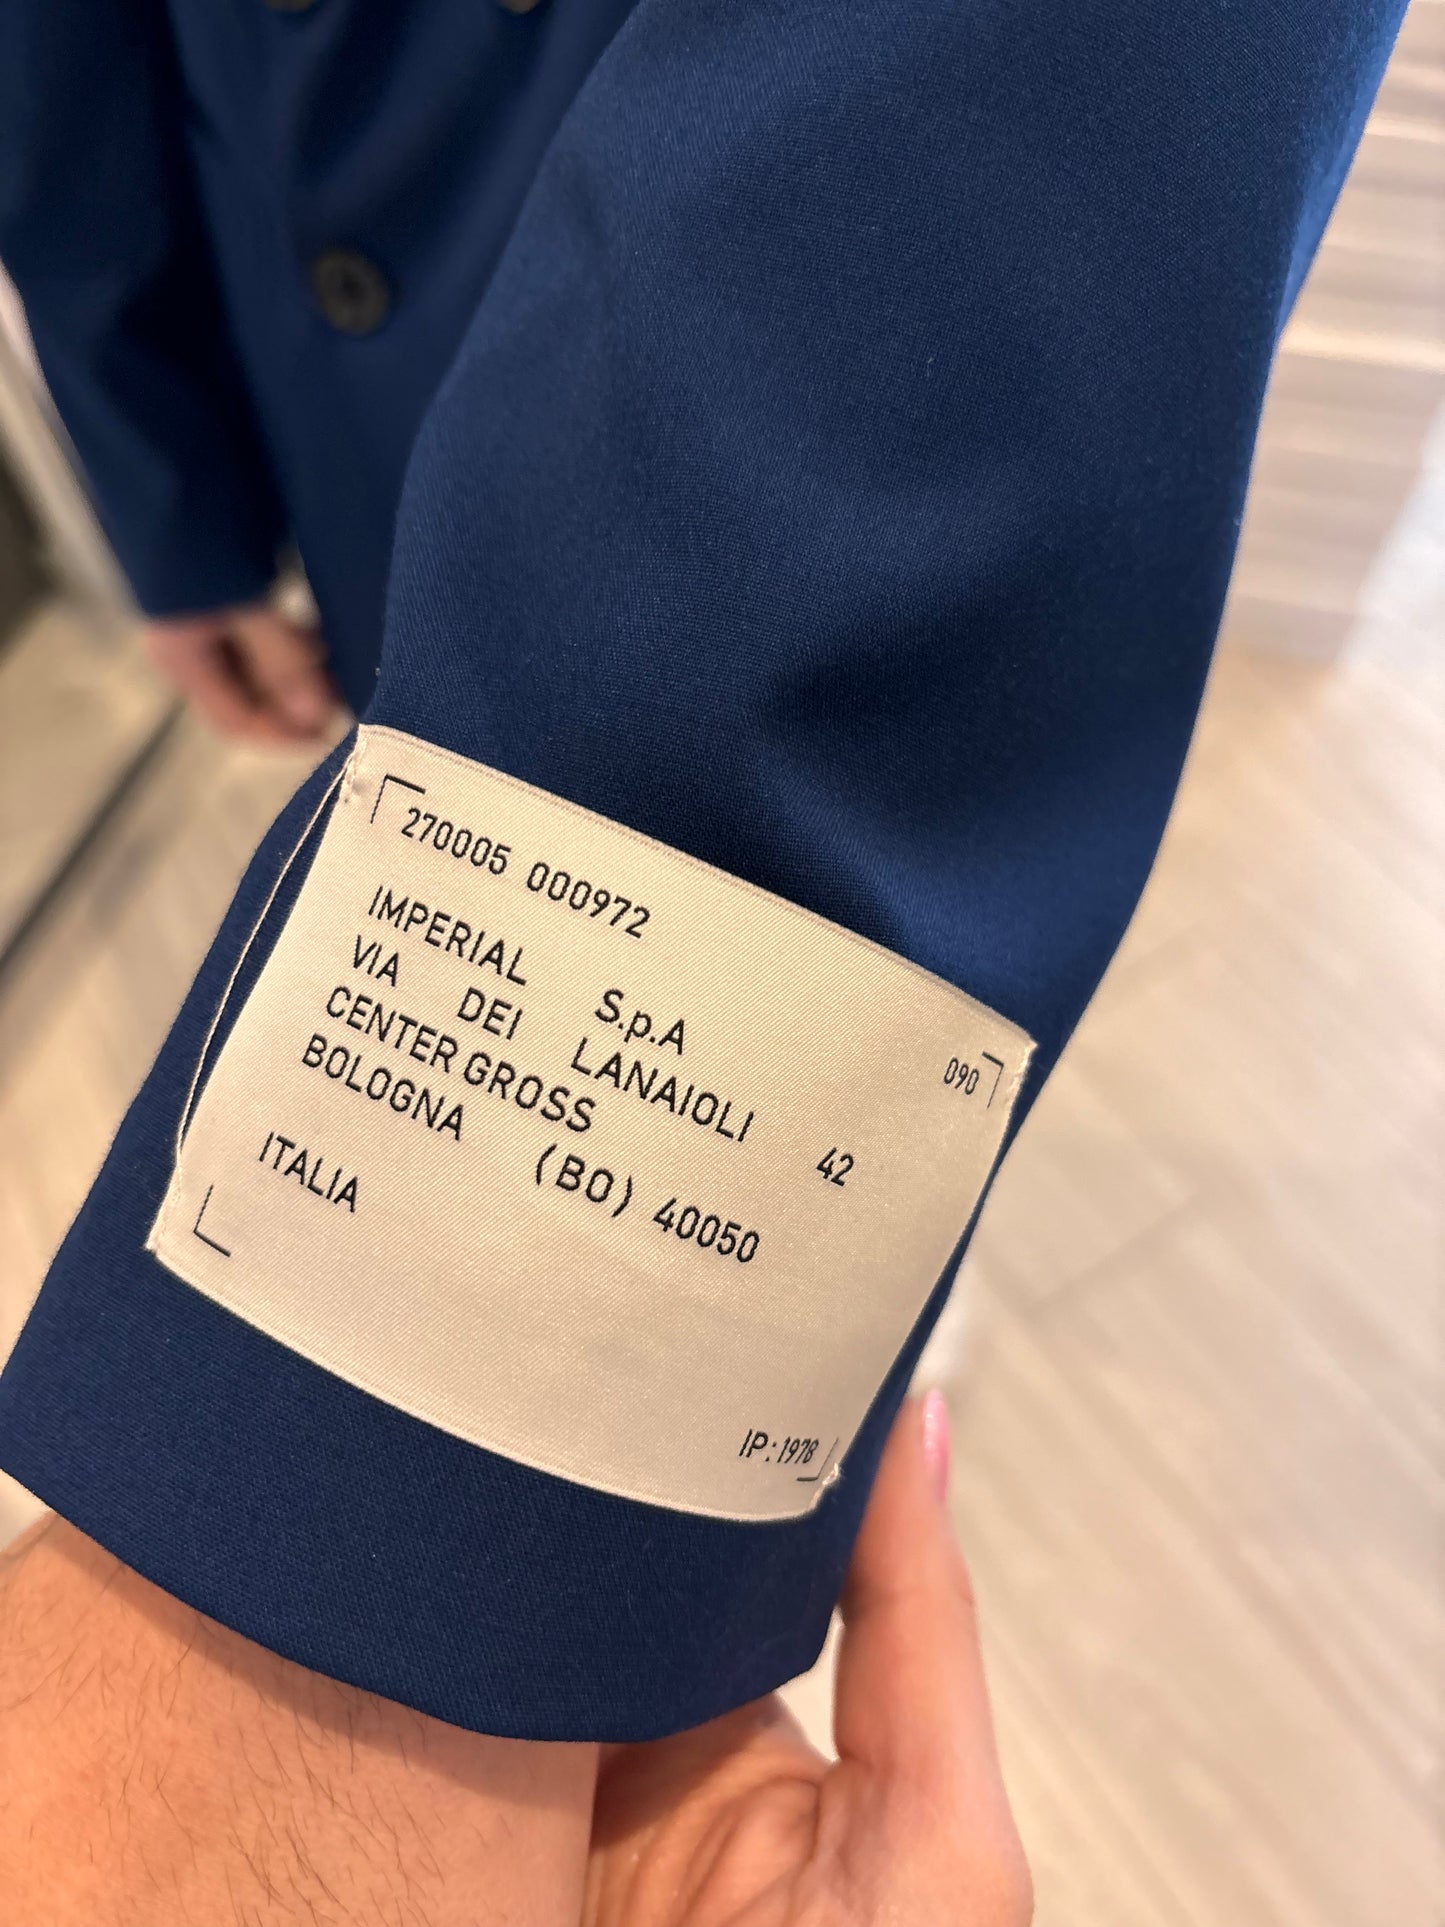 270005 000972
090
IMPERIAL S.p.A
VIA DEI LANAIOLI 42
CENTER GROSS
BOLOGNA (BO) 40050
ITALIA
IP:1978